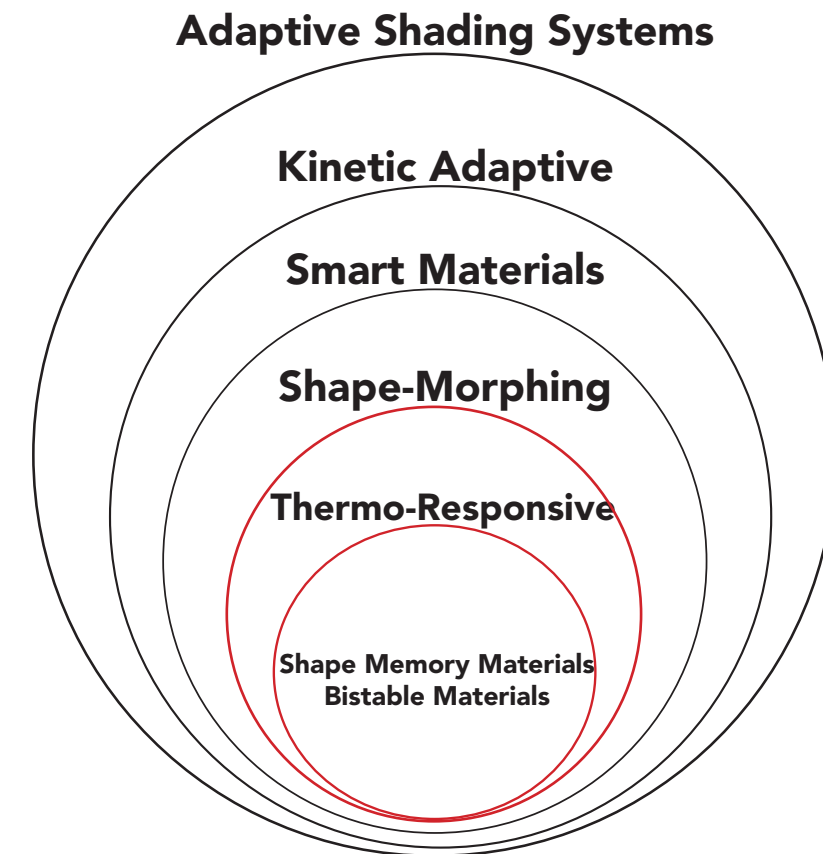 Adaptive Shading Systems
Kinetic Adaptive
Smart Materials
Shape-Morphing
Thermo-Responsive
Shape Memory Materials
Bistable Materials